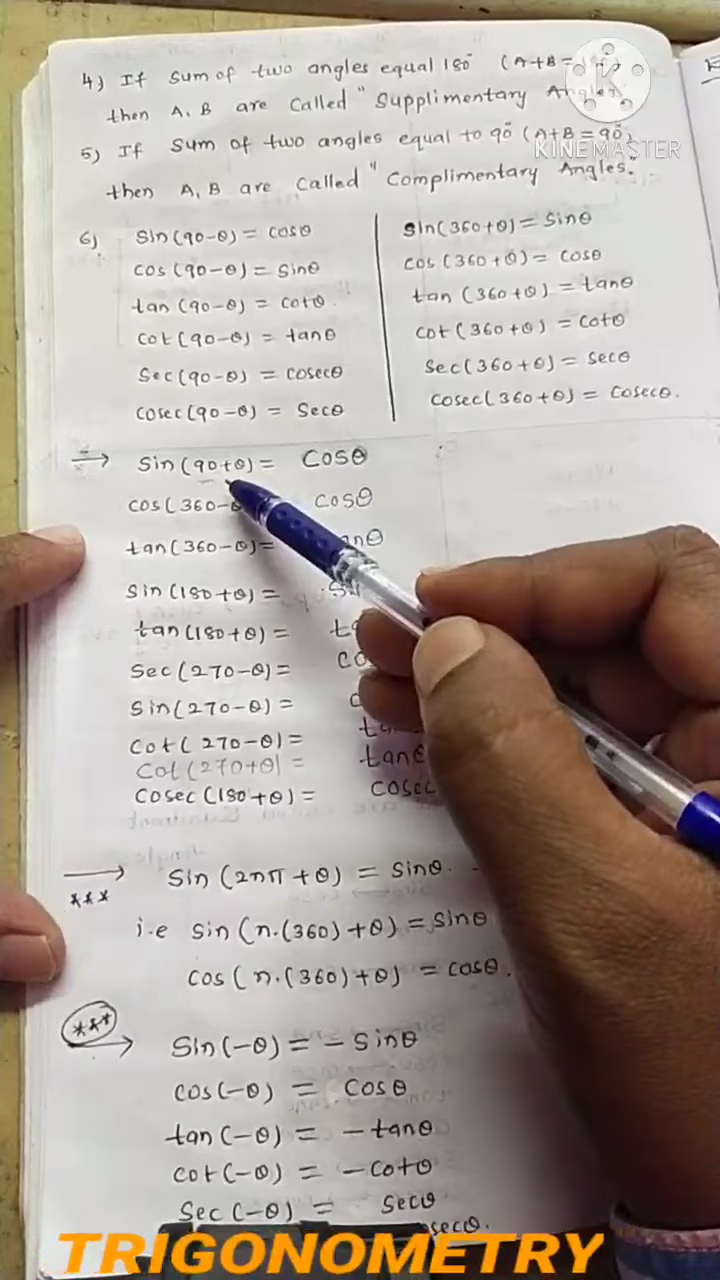 4) If sum of two angles equal 180° (A+B=180°)
then A, B are called "Supplimentary Angles
5) If sum of two angles equal to 90° (A+B=90°)
then A, B are called "Complimentary Angles."
6) Sin(90-θ) = cosθ
cos(90-θ) = sinθ
tan(90-θ) = cotθ
cot(90-θ) = tanθ
Sec(90-θ) = cosecθ
cosec(90-θ) = Secθ
sin(360+θ) = Sinθ
cos(360+θ) = cosθ
tan(360+θ) = tanθ
cot(360+θ) = cotθ
sec(360+θ) = secθ
cosec(360+θ) = cosecθ.
→ Sin(90+θ) = cosθ
cos(360-θ cosθ
tan(360-θ) = anθ
sin(180+θ) =
tan(180+θ) =
Sec(270-θ) =
Sin(270-θ) =
Cot(270-θ) =
Cot(270+θ) =
Cosec(180+θ) =
→ *** Sin(2nπ+θ) = sinθ.
i.e sin(n.(360)+θ) = sinθ
cos(n.(360)+θ) = cosθ.
*** → Sin(-θ) = -sinθ
cos(-θ) = cosθ
tan(-θ) = -tanθ
cot(-θ) = -cotθ
Sec(-θ) = secθ
osecθ.
KINEMASTER
TRIGONOMETRY